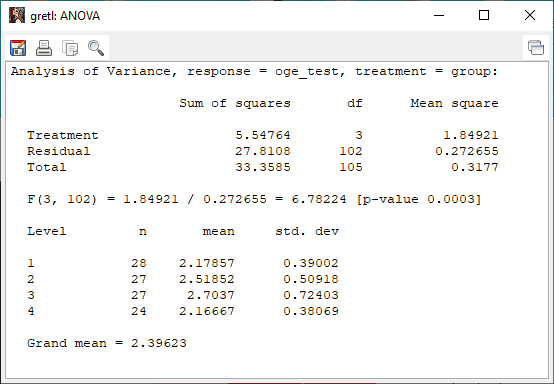 gretl: ANOVA
Analysis of Variance, response = oge_test, treatment = group:
Sum of squares df Mean square
Treatment 5.54764 3 1.84921
Residual 27.8108 102 0.272655
Total 33.3585 105 0.3177
F(3, 102) = 1.84921 / 0.272655 = 6.78224 [p-value 0.0003]
Level n mean std. dev
1 28 2.17857 0.39002
2 27 2.51852 0.50918
3 27 2.7037 0.72403
4 24 2.16667 0.38069
Grand mean = 2.39623